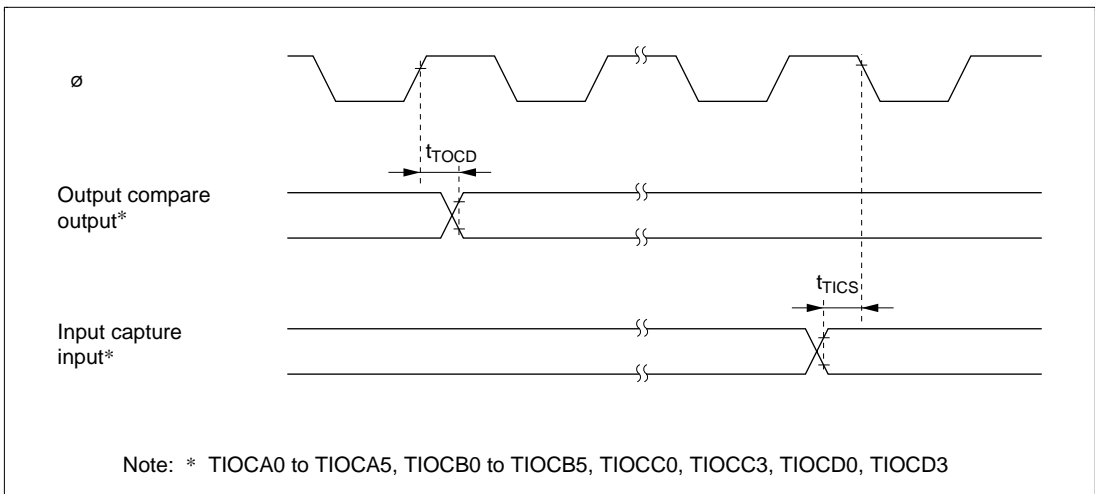 ø
tTOCD
Output compare
output*
tTICS
Input capture
input*
Note: * TIOCA0 to TIOCA5, TIOCB0 to TIOCB5, TIOCC0, TIOCC3, TIOCD0, TIOCD3